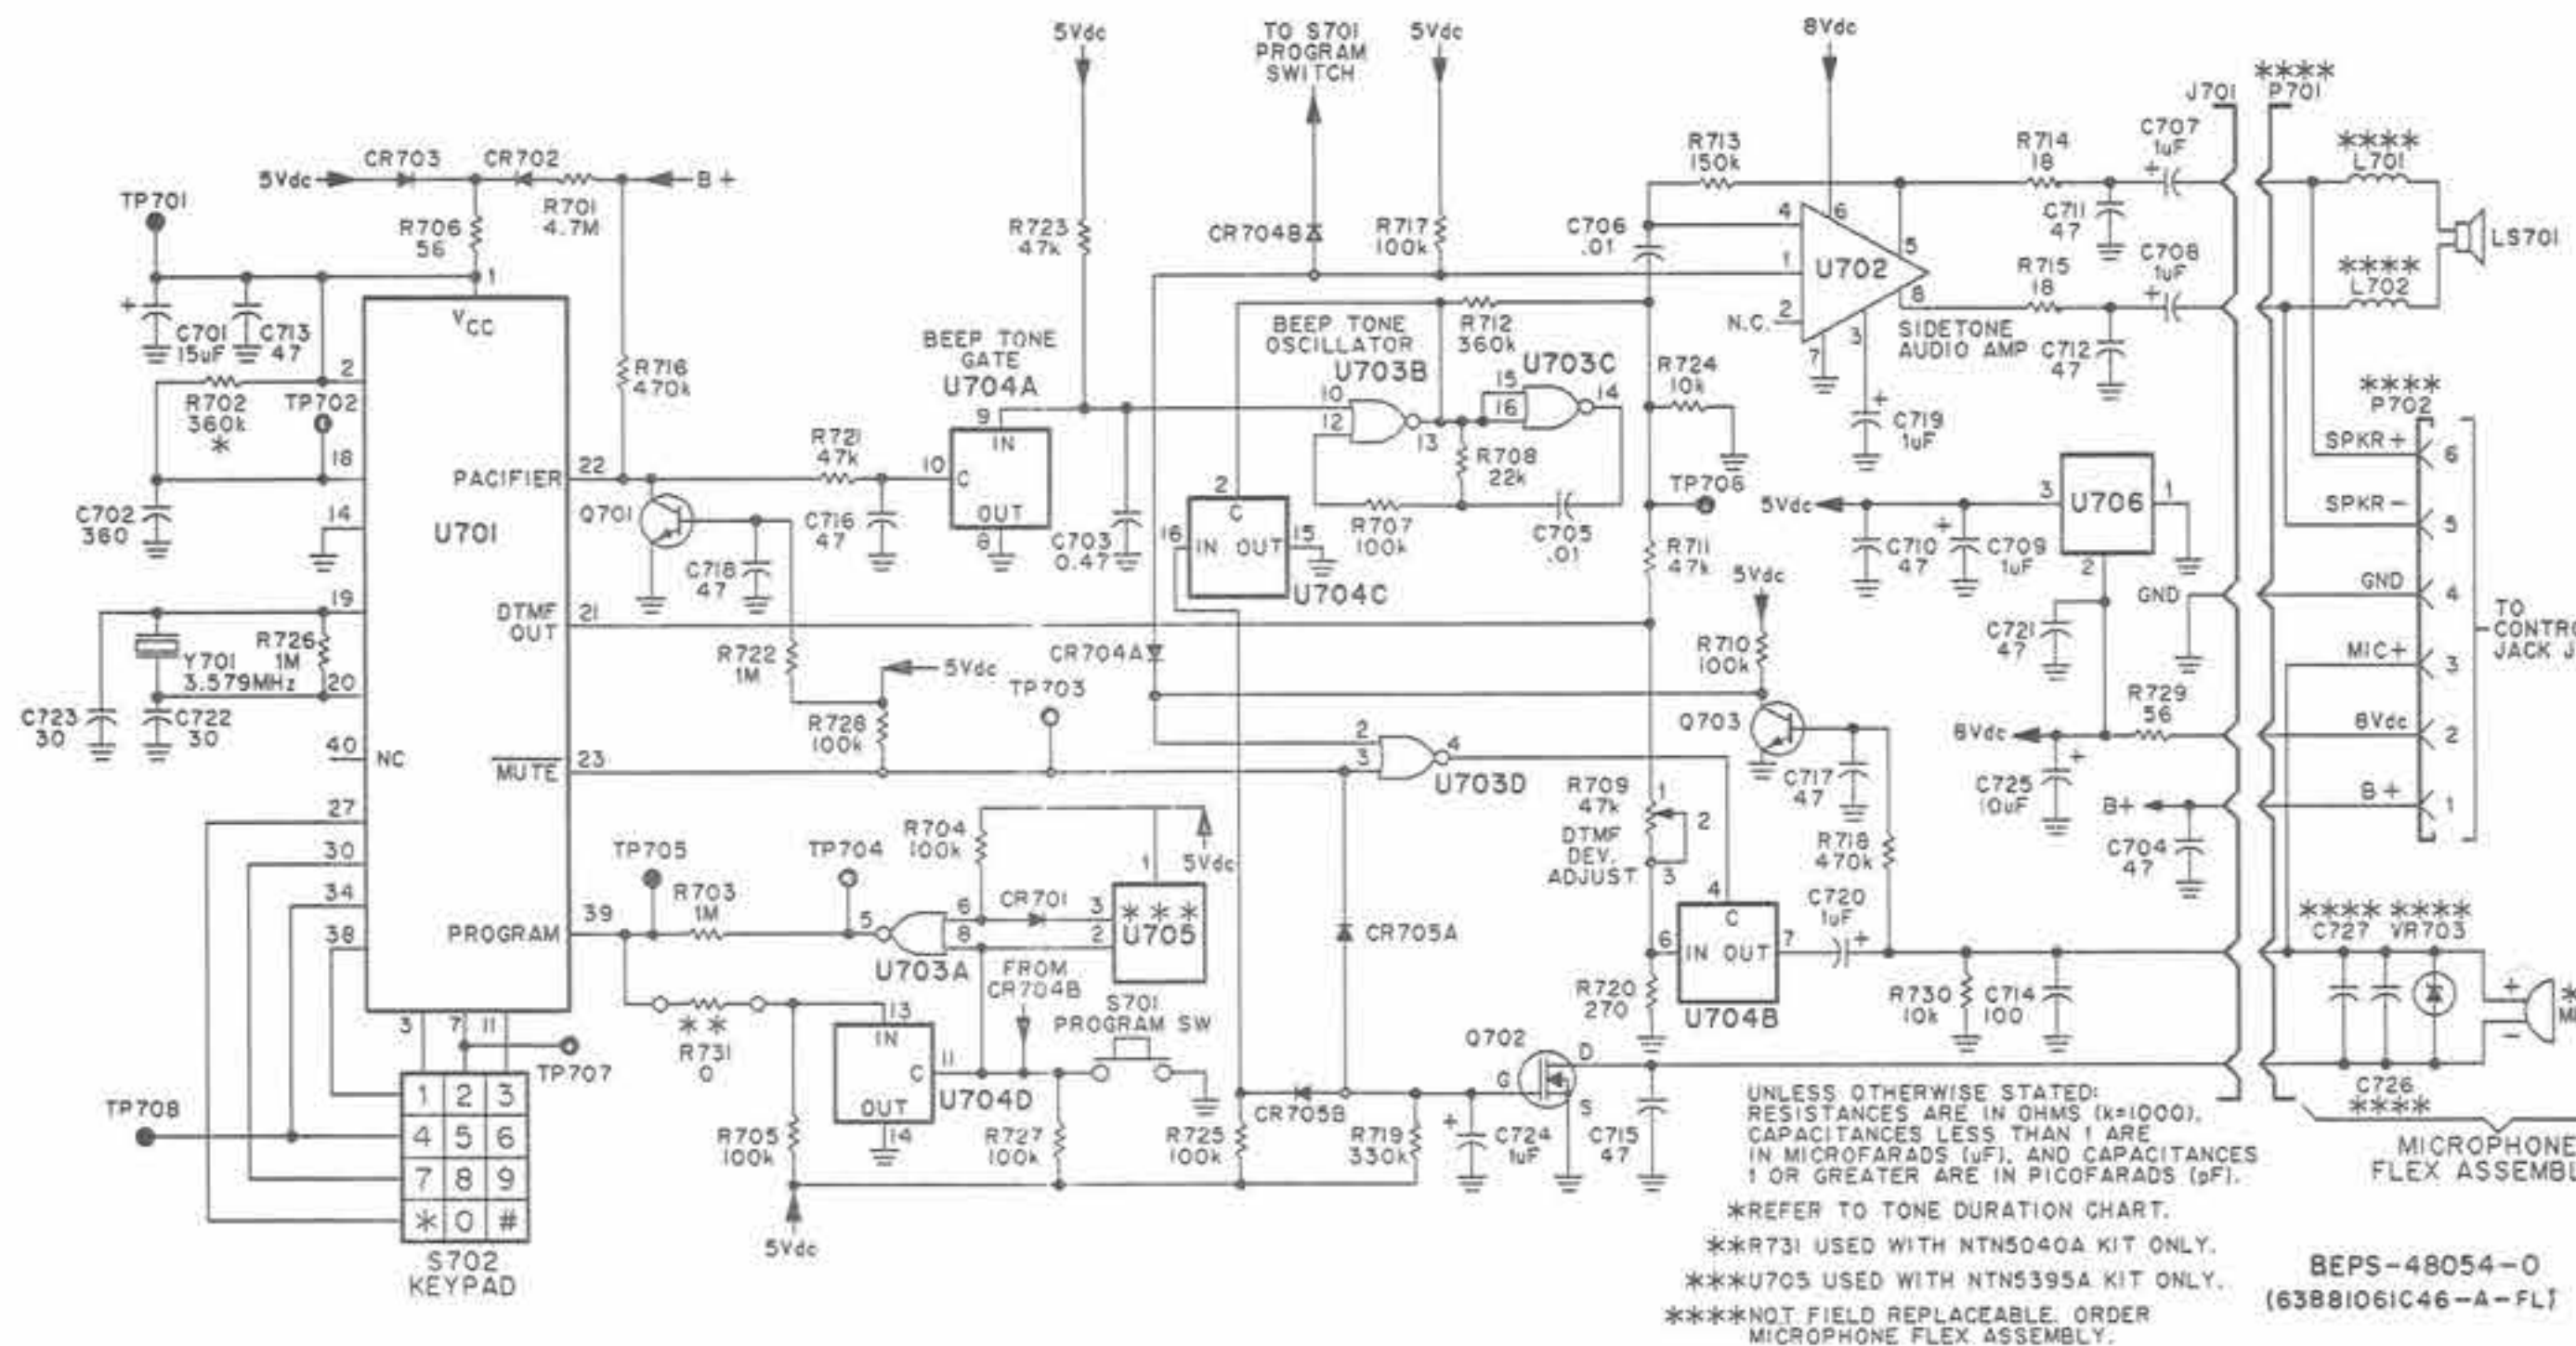 5Vdc
TO S701
PROGRAM
SWITCH
5Vdc
8Vdc
J701
****
P701
CR703
CR702
5Vdc
B+
R701
4.7M
TP701
R706
56
R723
47k
CR704B
R717
100k
C706
.01
R713
150k
R714
18
C707
1uF
+
****
L701
C711
47
LS701
4
6
5
1
U702
8
2
N.C.
7
3
R715
18
C708
1uF
+
****
L702
C712
47
SIDETONE
AUDIO AMP
+
C701
15uF
C713
47
1
VCC
2
R702
360k
*
TP702
18
C702
360
14
U701
PACIFIER
22
R716
470k
BEEP TONE
GATE
U704A
9
IN
10
C
OUT
8
R721
47k
C716
47
Q701
C718
47
C703
0.47
BEEP TONE
OSCILLATOR
U703B
R712
360k
U703C
10
12
13
15
16
14
R708
22k
R707
100k
C705
.01
2
C
16
IN OUT
15
U704C
R724
10k
TP706
R711
47k
C719
1uF
+
****
P702
SPKR+
6
SPKR-
5
GND
GND
4
MIC+
3
8Vdc
2
B+
1
TO
CONTRO
JACK J
5Vdc
3
U706
1
2
C710
47
+
C709
1uF
C721
47
R729
56
8Vdc
+
C725
10uF
B+
C704
47
19
Y701
3.579MHz
R726
1M
20
C723
30
C722
30
40
NC
DTMF
OUT
21
R722
1M
5Vdc
R728
100k
TP703
CR704A
MUTE
23
5Vdc
R710
100k
Q703
C717
47
2
3
4
U703D
R709
47k
1
2
3
DTMF
DEV.
ADJUST
R718
470k
27
30
34
38
PROGRAM
39
TP705
R703
1M
TP704
R704
100k
5Vdc
1
5
6
8
CR701
3
2
***
U705
U703A
FROM
CR704B
S701
PROGRAM SW
CR705A
4
C
6
IN OUT
7
U704B
C720
1uF
+
R720
270
R730
10k
C714
100
****
C727
****
VR703
+
-
C726
****
3
7
11
TP707
TP708
1 2 3
4 5 6
7 8 9
* 0 #
S702
KEYPAD
**
R731
0
R705
100k
13
IN
C
11
OUT
14
U704D
R727
100k
5Vdc
R725
100k
CR705B
R719
330k
+
C724
1uF
Q702
G
D
S
C715
47
MICROPHONE
FLEX ASSEMBL
UNLESS OTHERWISE STATED:
RESISTANCES ARE IN OHMS (k=1000),
CAPACITANCES LESS THAN 1 ARE
IN MICROFARADS (uF), AND CAPACITANCES
1 OR GREATER ARE IN PICOFARADS (pF).
*REFER TO TONE DURATION CHART.
**R731 USED WITH NTN5040A KIT ONLY.
***U705 USED WITH NTN5395A KIT ONLY.
****NOT FIELD REPLACEABLE. ORDER
MICROPHONE FLEX ASSEMBLY.
BEPS-48054-O
(63B81061C46-A-FL)